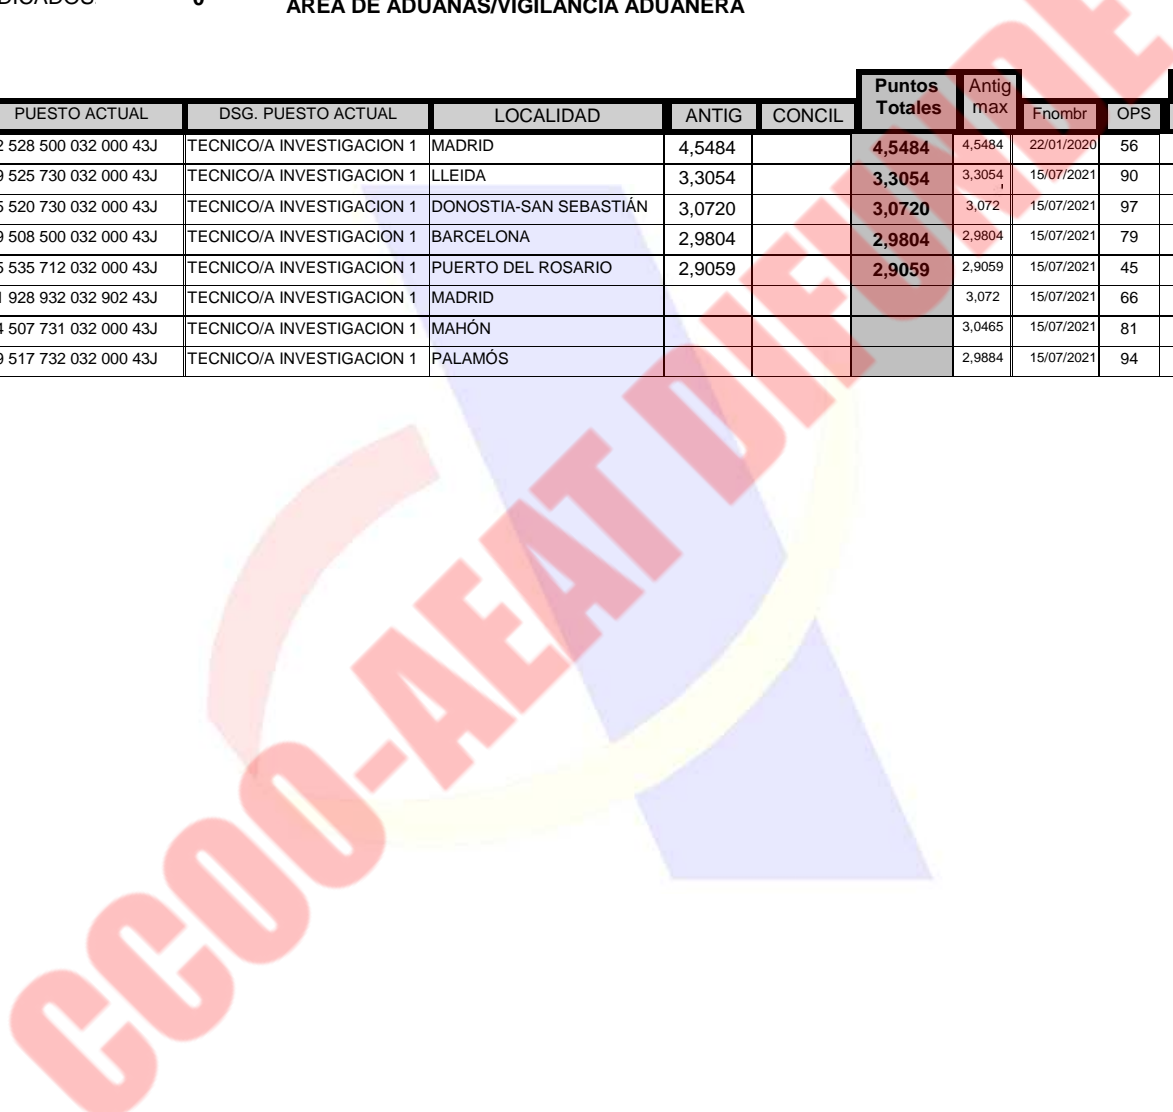 DICADOS 0 ÁREA DE ADUANAS/VIGILANCIA ADUANERA
PUESTO ACTUAL DSG. PUESTO ACTUAL LOCALIDAD ANTIG CONCIL Puntos Totales Antig max Fnombr OPS
2 528 500 032 000 43J TECNICO/A INVESTIGACION 1 MADRID 4,5484 4,5484 4,5484 22/01/2020 56
9 525 730 032 000 43J TECNICO/A INVESTIGACION 1 LLEIDA 3,3054 3,3054 3,3054 15/07/2021 90
5 520 730 032 000 43J TECNICO/A INVESTIGACION 1 DONOSTIA-SAN SEBASTIÁN 3,0720 3,0720 3,072 15/07/2021 97
9 508 500 032 000 43J TECNICO/A INVESTIGACION 1 BARCELONA 2,9804 2,9804 2,9804 15/07/2021 79
5 535 712 032 000 43J TECNICO/A INVESTIGACION 1 PUERTO DEL ROSARIO 2,9059 2,9059 2,9059 15/07/2021 45
928 932 032 902 43J TECNICO/A INVESTIGACION 1 MADRID 3,072 15/07/2021 66
4 507 731 032 000 43J TECNICO/A INVESTIGACION 1 MAHÓN 3,0465 15/07/2021 81
9 517 732 032 000 43J TECNICO/A INVESTIGACION 1 PALAMÓS 2,9884 15/07/2021 94
CCOO-AEAT DIFUNDE